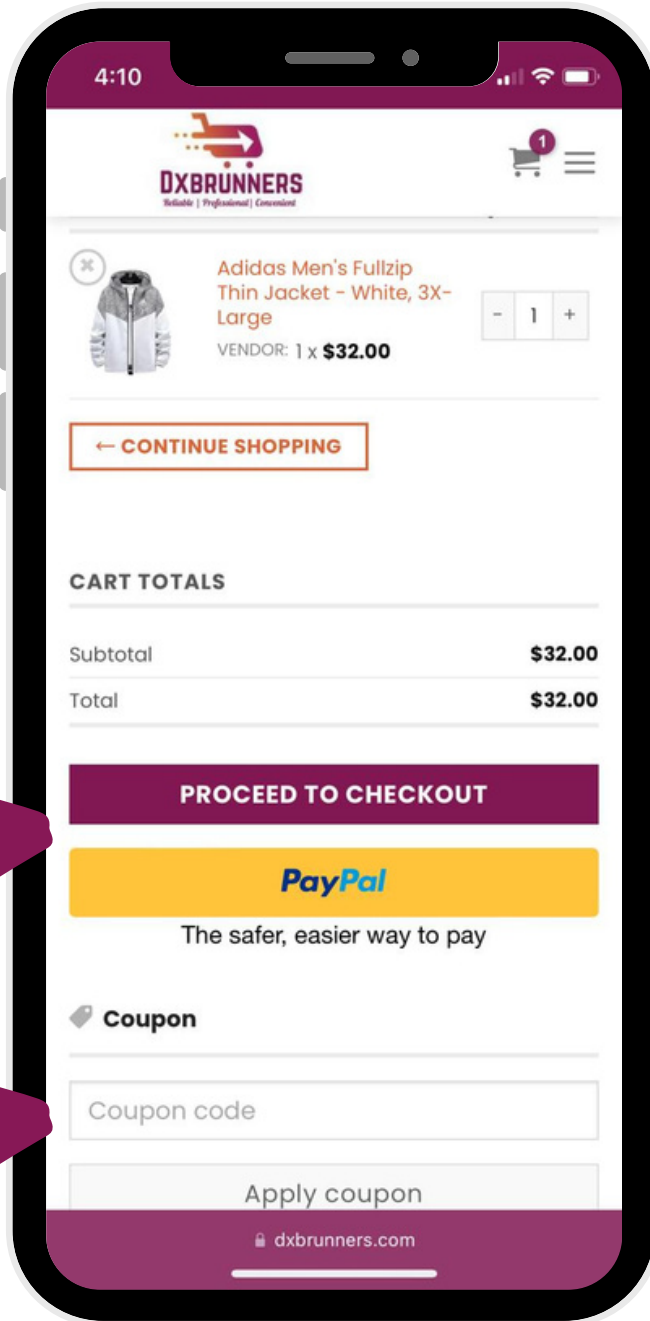 4:10
DXBRUNNERS
Reliable | Professional | Convenient
1
Adidas Men's Fullzip
Thin Jacket - White, 3X-
Large
VENDOR: 1 x $32.00
- 1 +
← CONTINUE SHOPPING
CART TOTALS
Subtotal $32.00
Total $32.00
PROCEED TO CHECKOUT
PayPal
The safer, easier way to pay
Coupon
Coupon code
Apply coupon
dxbrunners.com